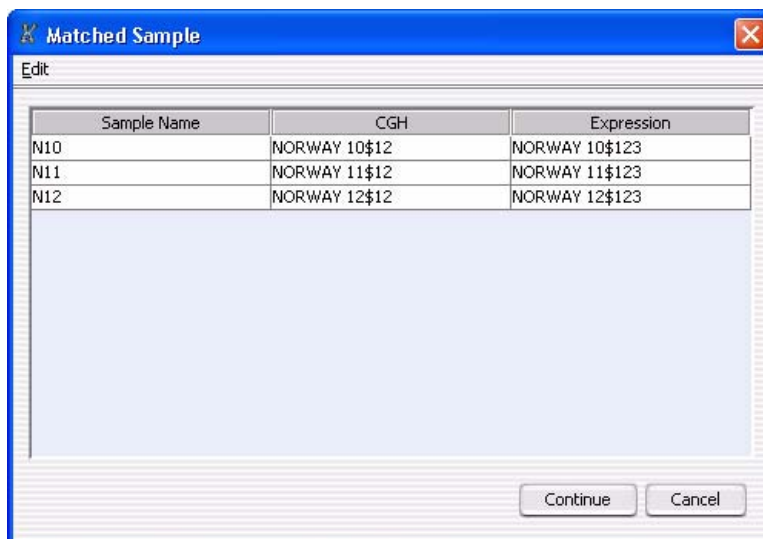 Matched Sample
Edit
Sample Name CGH Expression
N10 NORWAY 10$12 NORWAY 10$123
N11 NORWAY 11$12 NORWAY 11$123
N12 NORWAY 12$12 NORWAY 12$123
Continue Cancel